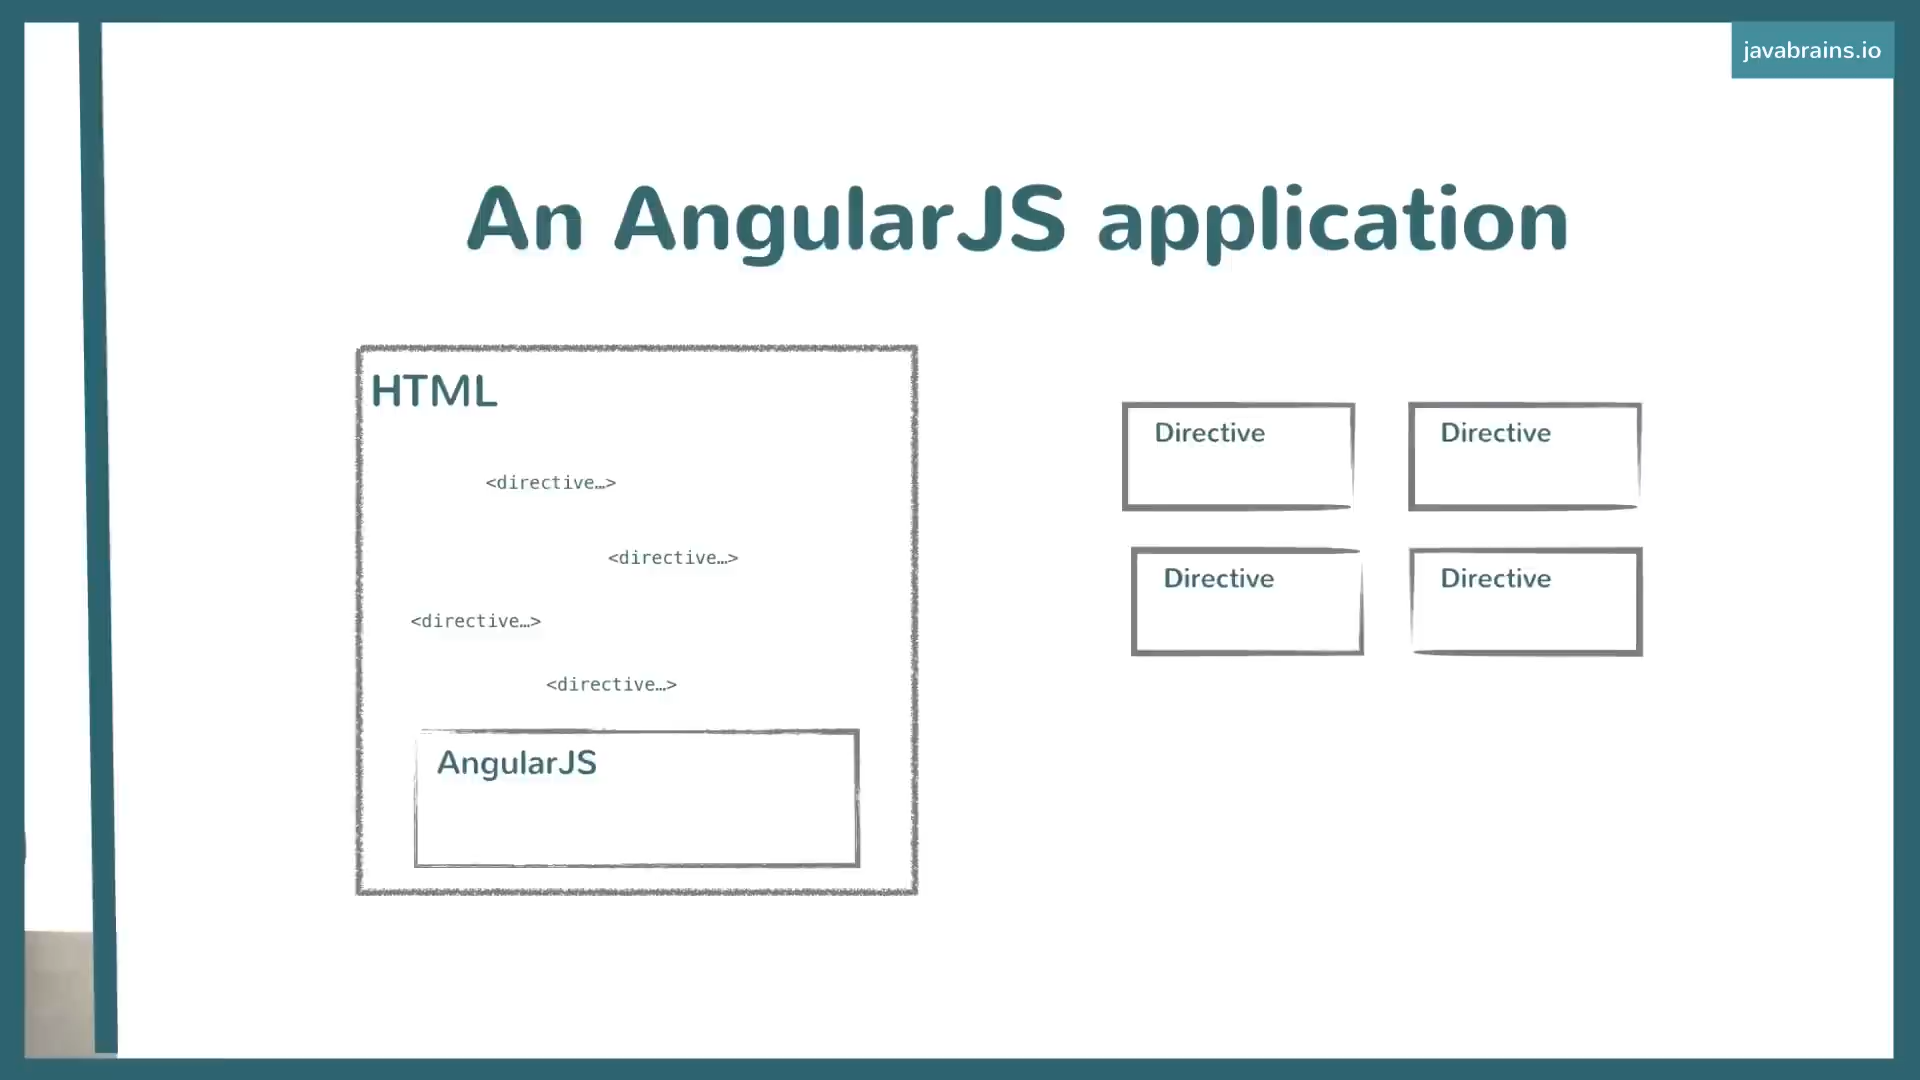 javabrains.io
An AngularJS application
HTML
<directive…>
<directive…>
<directive…>
<directive…>
AngularJS
Directive
Directive
Directive
Directive